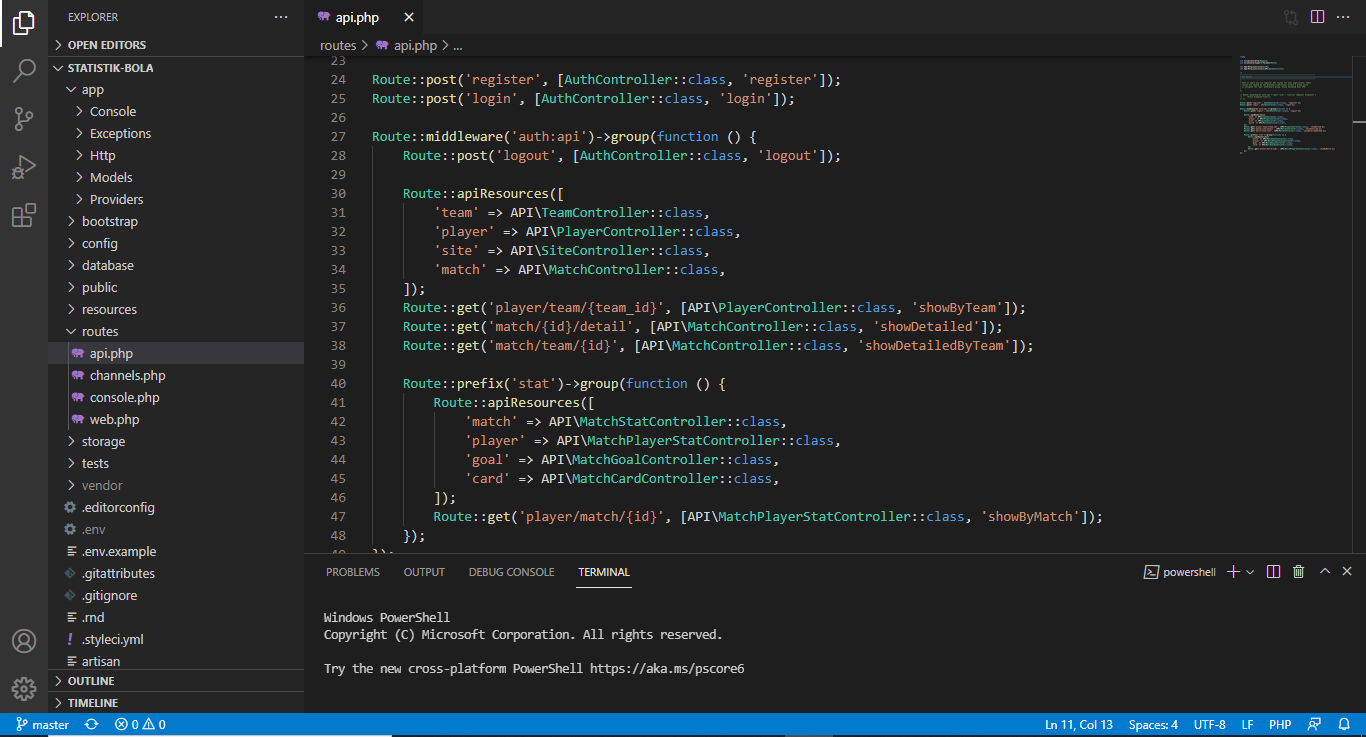 EXPLORER
OPEN EDITORS
STATISTIK-BOLA
app
Console
Exceptions
Http
Models
Providers
bootstrap
config
database
public
resources
routes
api.php
channels.php
console.php
web.php
storage
tests
vendor
.editorconfig
.env
.env.example
.gitattributes
.gitignore
.rnd
.styleci.yml
artisan
OUTLINE
TIMELINE
api.php
routes > api.php > ...
23
24 Route::post('register', [AuthController::class, 'register']);
25 Route::post('login', [AuthController::class, 'login']);
26
27 Route::middleware('auth:api')->group(function () {
28     Route::post('logout', [AuthController::class, 'logout']);
29
30     Route::apiResources([
31         'team' => API\TeamController::class,
32         'player' => API\PlayerController::class,
33         'site' => API\SiteController::class,
34         'match' => API\MatchController::class,
35     ]);
36     Route::get('player/team/{team_id}', [API\PlayerController::class, 'showByTeam']);
37     Route::get('match/{id}/detail', [API\MatchController::class, 'showDetailed']);
38     Route::get('match/team/{id}', [API\MatchController::class, 'showDetailedByTeam']);
39
40     Route::prefix('stat')->group(function () {
41         Route::apiResources([
42             'match' => API\MatchStatController::class,
43             'player' => API\MatchPlayerStatController::class,
44             'goal' => API\MatchGoalController::class,
45             'card' => API\MatchCardController::class,
46         ]);
47         Route::get('player/match/{id}', [API\MatchPlayerStatController::class, 'showByMatch']);
48     });
49 });
PROBLEMS OUTPUT DEBUG CONSOLE TERMINAL powershell
Windows PowerShell
Copyright (C) Microsoft Corporation. All rights reserved.
Try the new cross-platform PowerShell https://aka.ms/pscore6
master 0 0 Ln 11, Col 13 Spaces: 4 UTF-8 LF PHP